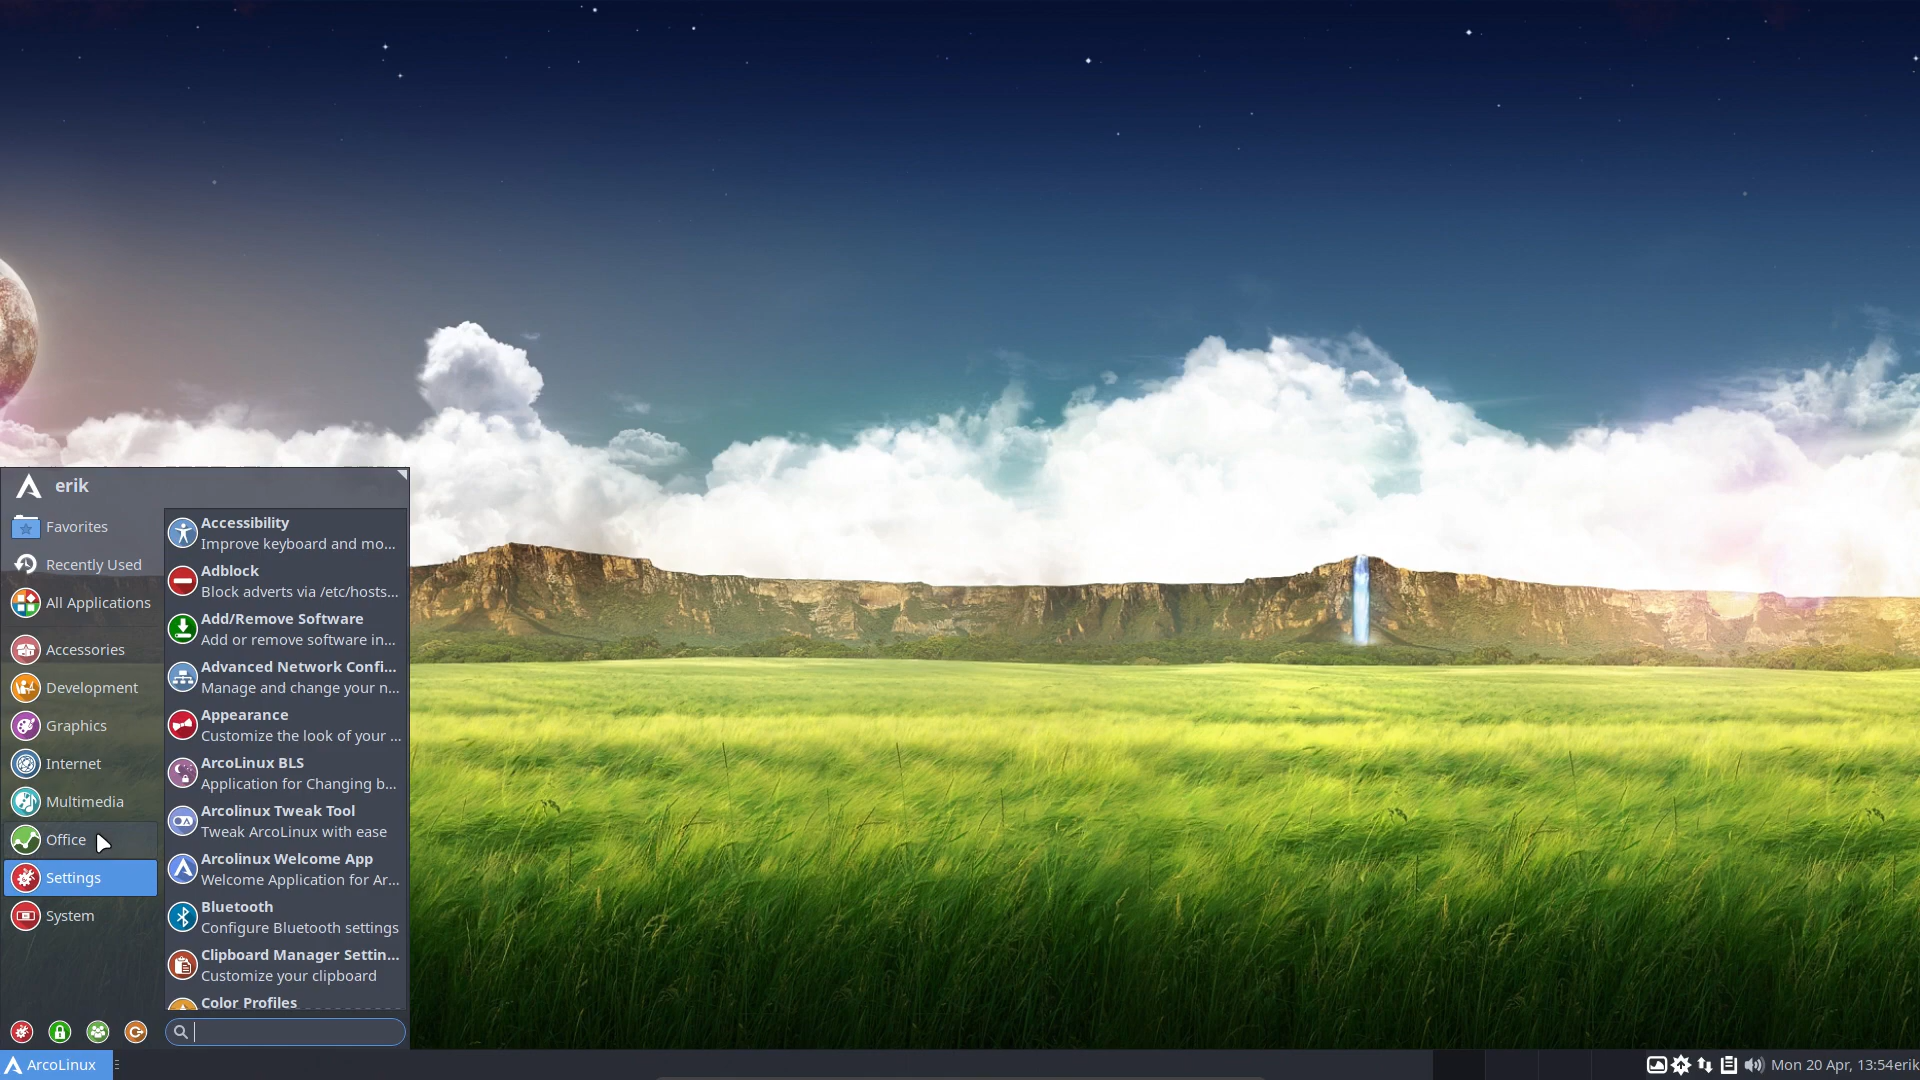 erik
Favorites
Recently Used
All Applications
Accessories
Development
Graphics
Internet
Multimedia
Office
Settings
System
Accessibility
Improve keyboard and mo...
Adblock
Block adverts via /etc/hosts...
Add/Remove Software
Add or remove software in...
Advanced Network Confi...
Manage and change your n...
Appearance
Customize the look of your ...
ArcoLinux BLS
Application for Changing b...
Arcolinux Tweak Tool
Tweak ArcoLinux with ease
Arcolinux Welcome App
Welcome Application for Ar...
Bluetooth
Configure Bluetooth settings
Clipboard Manager Settin...
Customize your clipboard
Color Profiles
ArcoLinux
Mon 20 Apr, 13:54erik